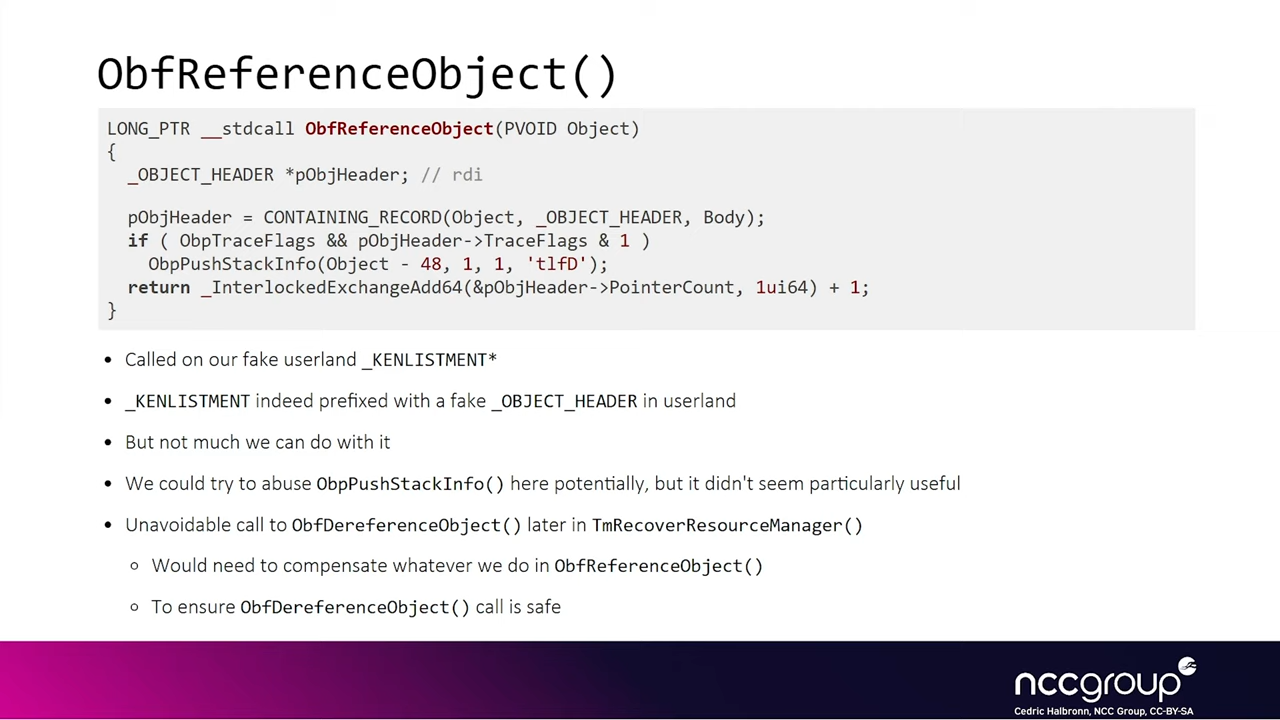 ObfReferenceObject()
LONG_PTR __stdcall ObfReferenceObject(PVOID Object)
{
_OBJECT_HEADER *pObjHeader; // rdi
pObjHeader = CONTAINING_RECORD(Object, _OBJECT_HEADER, Body);
if ( ObpTraceFlags && pObjHeader->TraceFlags & 1 )
ObpPushStackInfo(Object - 48, 1, 1, 'tlfD');
return _InterlockedExchangeAdd64(&pObjHeader->PointerCount, 1ui64) + 1;
}
• Called on our fake userland _KENLISTMENT*
• _KENLISTMENT indeed prefixed with a fake _OBJECT_HEADER in userland
• But not much we can do with it
• We could try to abuse ObpPushStackInfo() here potentially, but it didn't seem particularly useful
• Unavoidable call to ObfDereferenceObject() later in TmRecoverResourceManager()
○ Would need to compensate whatever we do in ObfReferenceObject()
○ To ensure ObfDereferenceObject() call is safe
nccgroup
Cedric Halbronn, NCC Group, CC-BY-SA